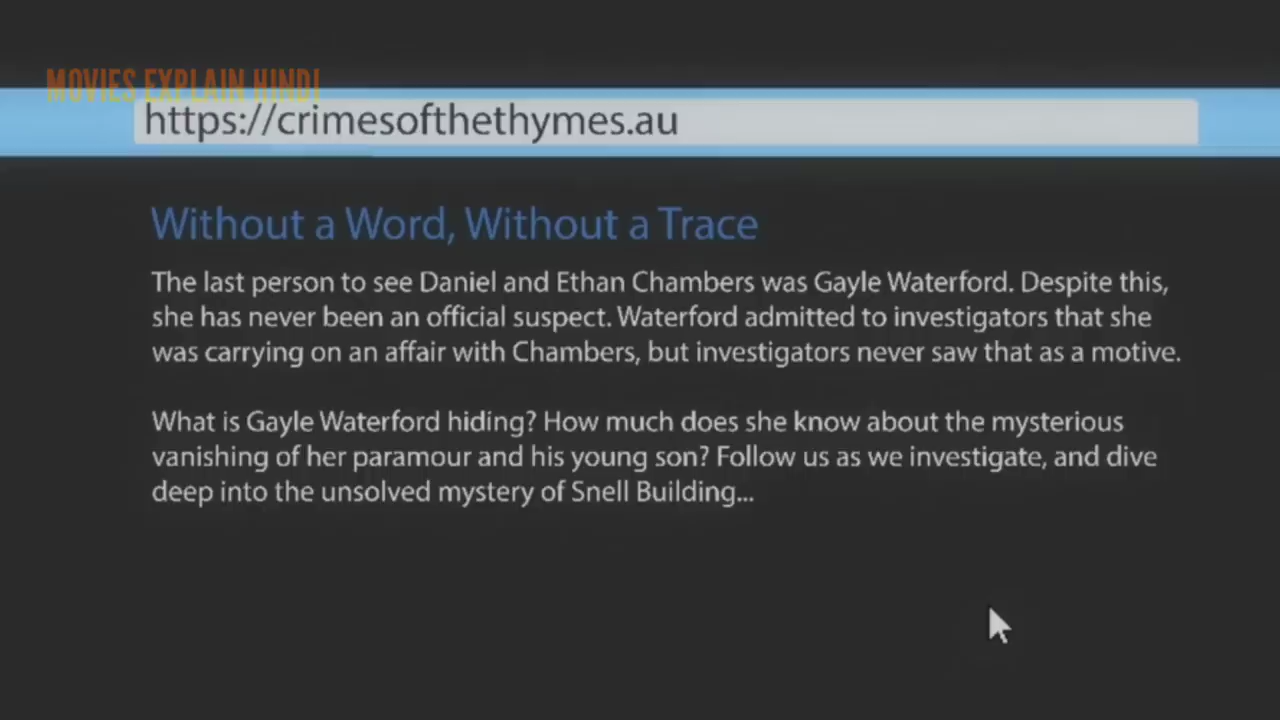 MOVIES EXPLAIN HINDI
https://crimesofthethymes.au
Without a Word, Without a Trace
The last person to see Daniel and Ethan Chambers was Gayle Waterford. Despite this,
she has never been an official suspect. Waterford admitted to investigators that she
was carrying on an affair with Chambers, but investigators never saw that as a motive.
What is Gayle Waterford hiding? How much does she know about the mysterious
vanishing of her paramour and his young son? Follow us as we investigate, and dive
deep into the unsolved mystery of Snell Building...